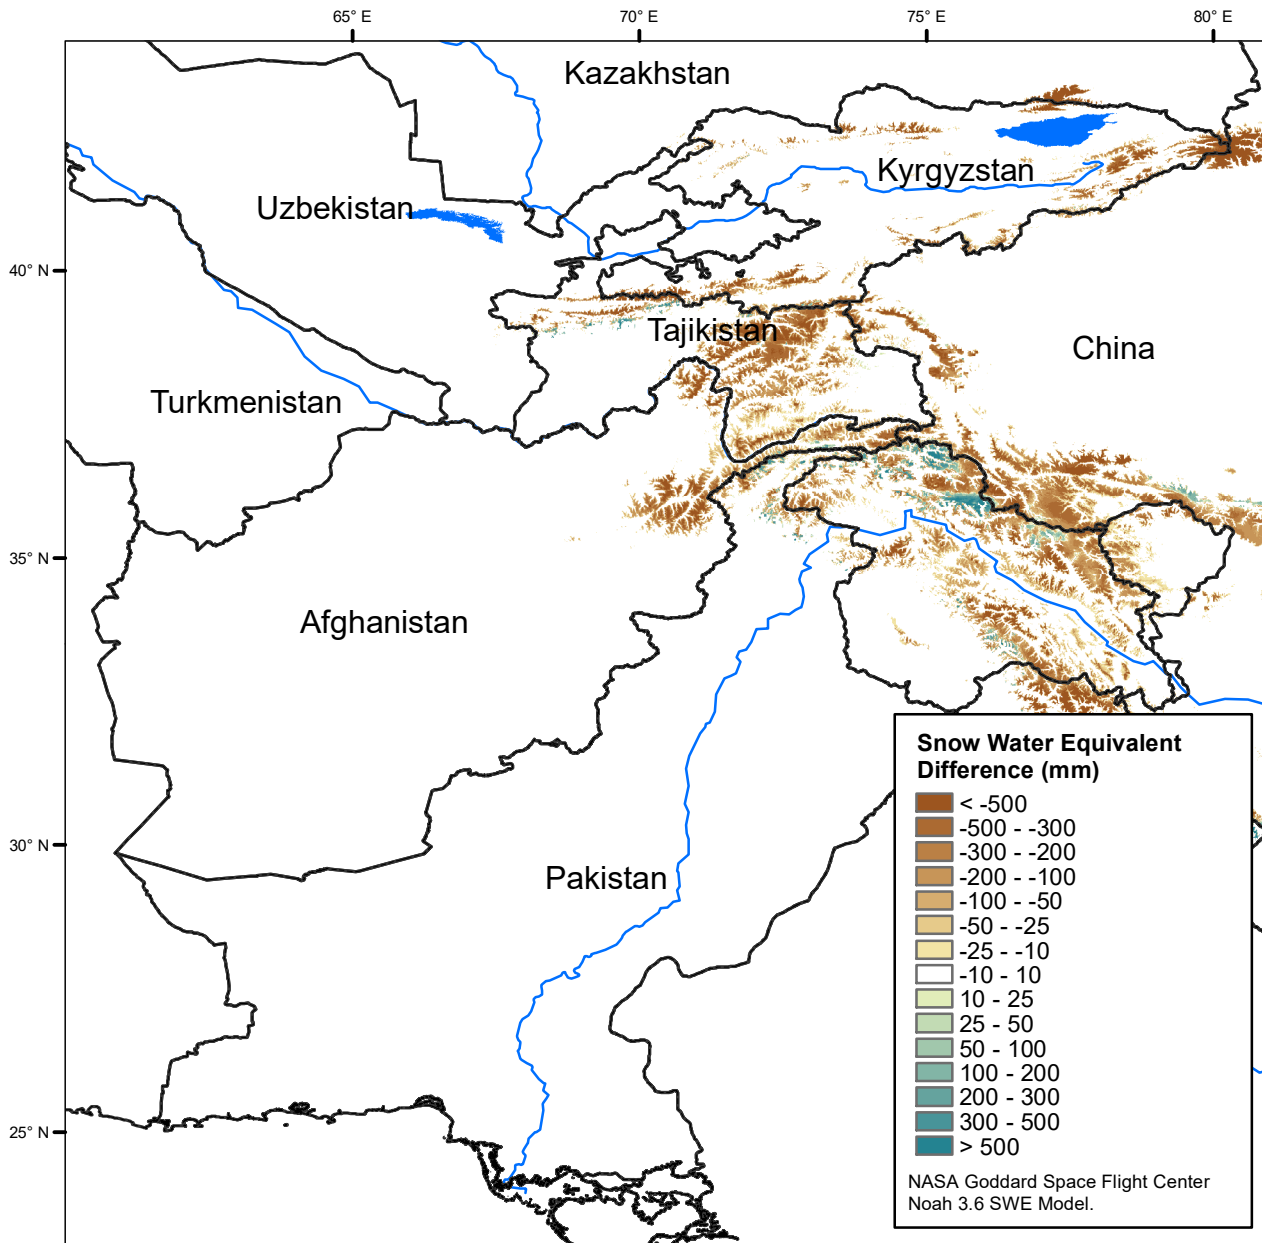 65° E
70° E
75° E
80° E
Kazakhstan
Kyrgyzstan
Uzbekistan
40° N
Tajikistan
China
Turkmenistan
35° N
Afghanistan
30° N
Pakistan
25° N
Snow Water Equivalent
Difference (mm)
< -500
-500 - -300
-300 - -200
-200 - -100
-100 - -50
-50 - -25
-25 - -10
-10 - 10
10 - 25
25 - 50
50 - 100
100 - 200
200 - 300
300 - 500
> 500
NASA Goddard Space Flight Center
Noah 3.6 SWE Model.